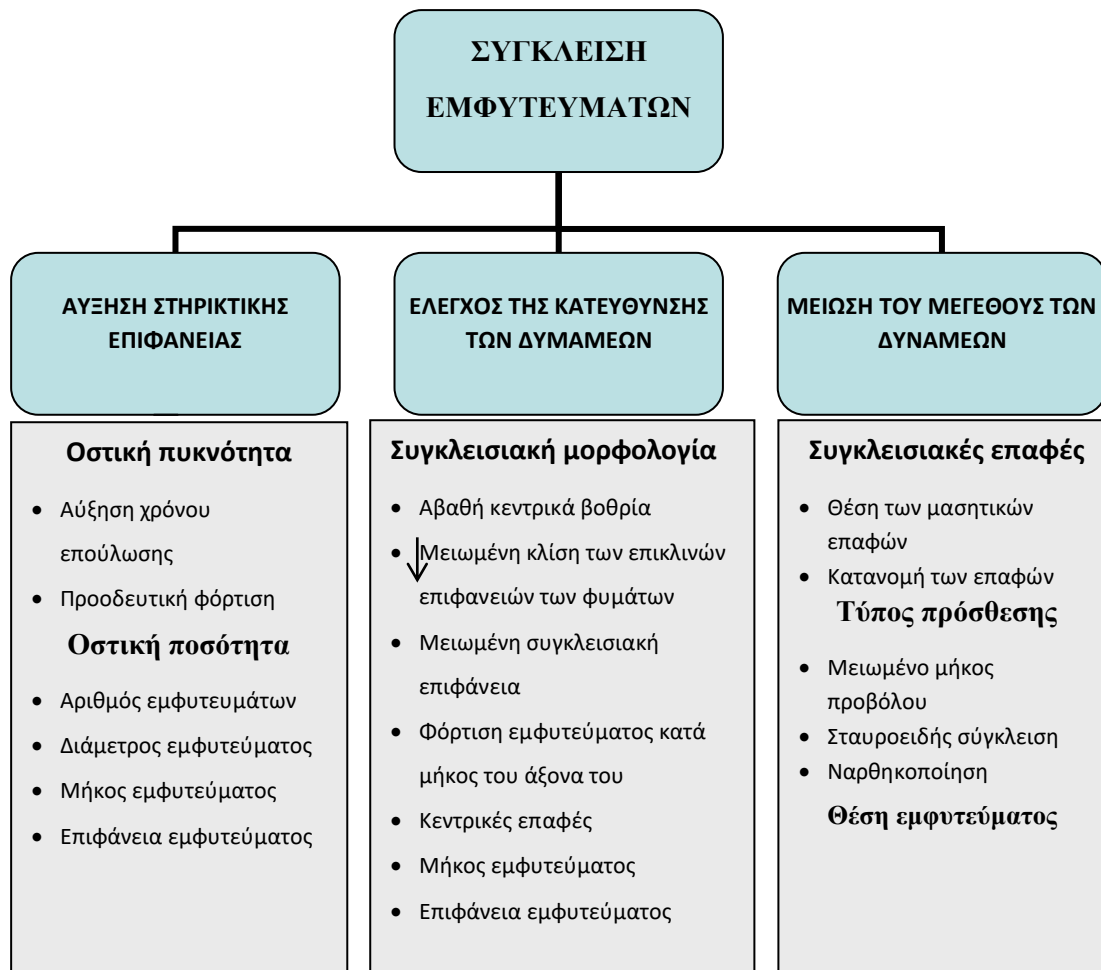 ΣΥΓΚΛΕΙΣΗ
ΕΜΦΥΤΕΥΜΑΤΩΝ
ΑΥΞΗΣΗ ΣΤΗΡΙΚΤΙΚΗΣ
ΕΠΙΦΑΝΕΙΑΣ
Οστική πυκνότητα
• Αύξηση χρόνου
επούλωσης
• Προοδευτική φόρτιση
Οστική ποσότητα
• Αριθμός εμφυτευμάτων
• Διάμετρος εμφυτεύματος
• Μήκος εμφυτεύματος
• Επιφάνεια εμφυτεύματος
ΕΛΕΓΧΟΣ ΤΗΣ ΚΑΤΕΥΘΥΝΣΗΣ
ΤΩΝ ΔΥΜΑΜΕΩΝ
Συγκλεισιακή μορφολογία
• Αβαθή κεντρικά βοθρία
• Μειωμένη κλίση των επικλινών
επιφανειών των φυμάτων
• Μειωμένη συγκλεισιακή
επιφάνεια
• Φόρτιση εμφυτεύματος κατά
μήκος του άξονα του
• Κεντρικές επαφές
• Μήκος εμφυτεύματος
• Επιφάνεια εμφυτεύματος
ΜΕΙΩΣΗ ΤΟΥ ΜΕΓΕΘΟΥΣ ΤΩΝ
ΔΥΝΑΜΕΩΝ
Συγκλεισιακές επαφές
• Θέση των μασητικών
επαφών
• Κατανομή των επαφών
Τύπος πρόσθεσης
• Μειωμένο μήκος
προβόλου
• Σταυροειδής σύγκλειση
• Ναρθηκοποίηση
Θέση εμφυτεύματος